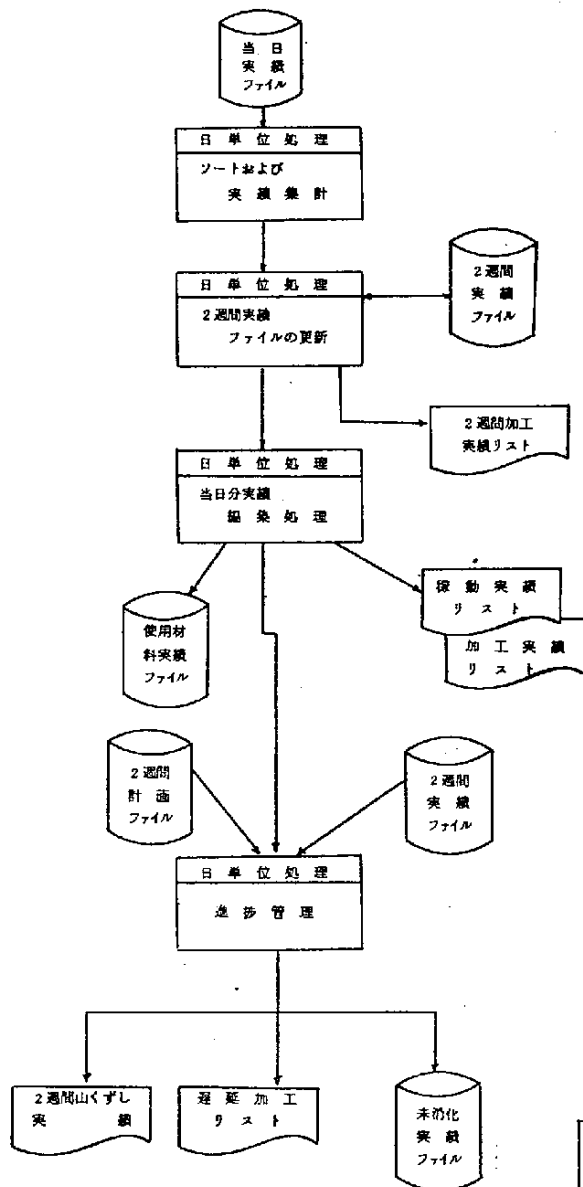 当日
実績
ファイル
日単位処理
ソートおよび
実績集計
日単位処理
2週間実績
ファイルの更新
2週間
実績
ファイル
2週間加工
実績リスト
日単位処理
当日分実績
編集処理
使用材
料実績
ファイル
稼動実績
リスト
加工実績
リスト
2週間
計画
ファイル
2週間
実績
ファイル
日単位処理
進捗管理
2週間山くずし
実績
遅延加工
リスト
未消化
実績
ファイル